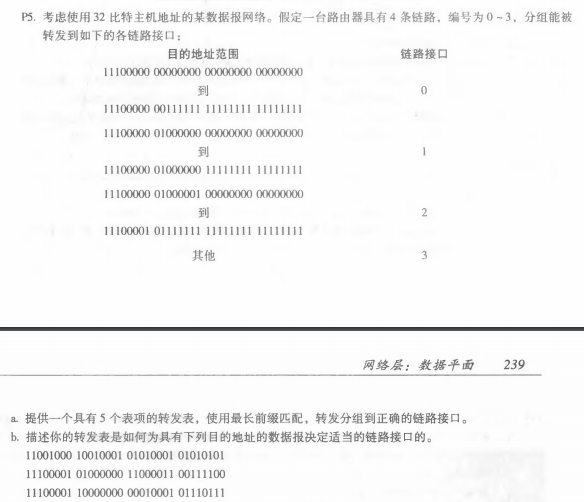 P5. 考虑使用32比特主机地址的某数据报网络。假定一台路由器具有4条链路，编号为0~3，分组能被
转发到如下的各链路接口：
目的地址范围 链路接口
11100000 00000000 00000000 00000000
到 0
11100000 00111111 11111111 11111111
11100000 01000000 00000000 00000000
到 1
11100000 01000000 11111111 11111111
11100000 01000001 00000000 00000000
到 2
11100001 01111111 11111111 11111111
其他 3
网络层：数据平面 239
a. 提供一个具有5个表项的转发表，使用最长前缀匹配，转发分组到正确的链路接口。
b. 描述你的转发表是如何为具有下列目的地址的数据报决定适当的链路接口的。
11001000 10010001 01010001 01010101
11100001 01000000 11000011 00111100
11100001 10000000 00010001 01110111